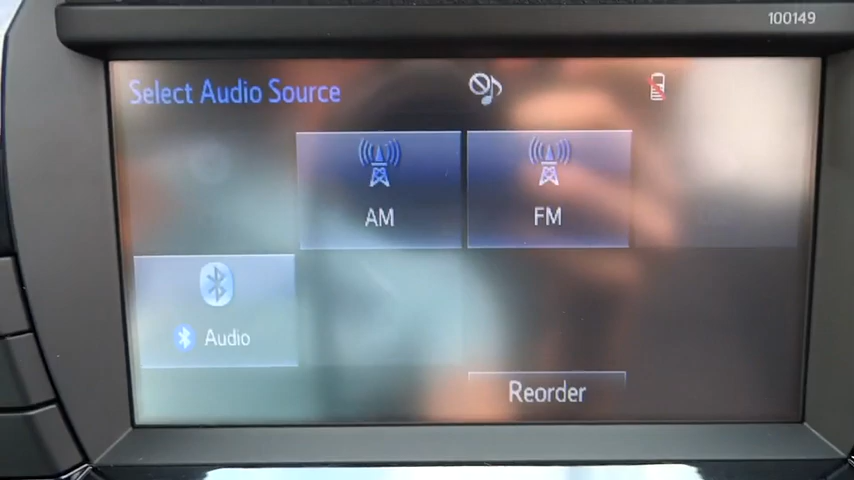 100149
Select Audio Source
AM
FM
Audio
Reorder